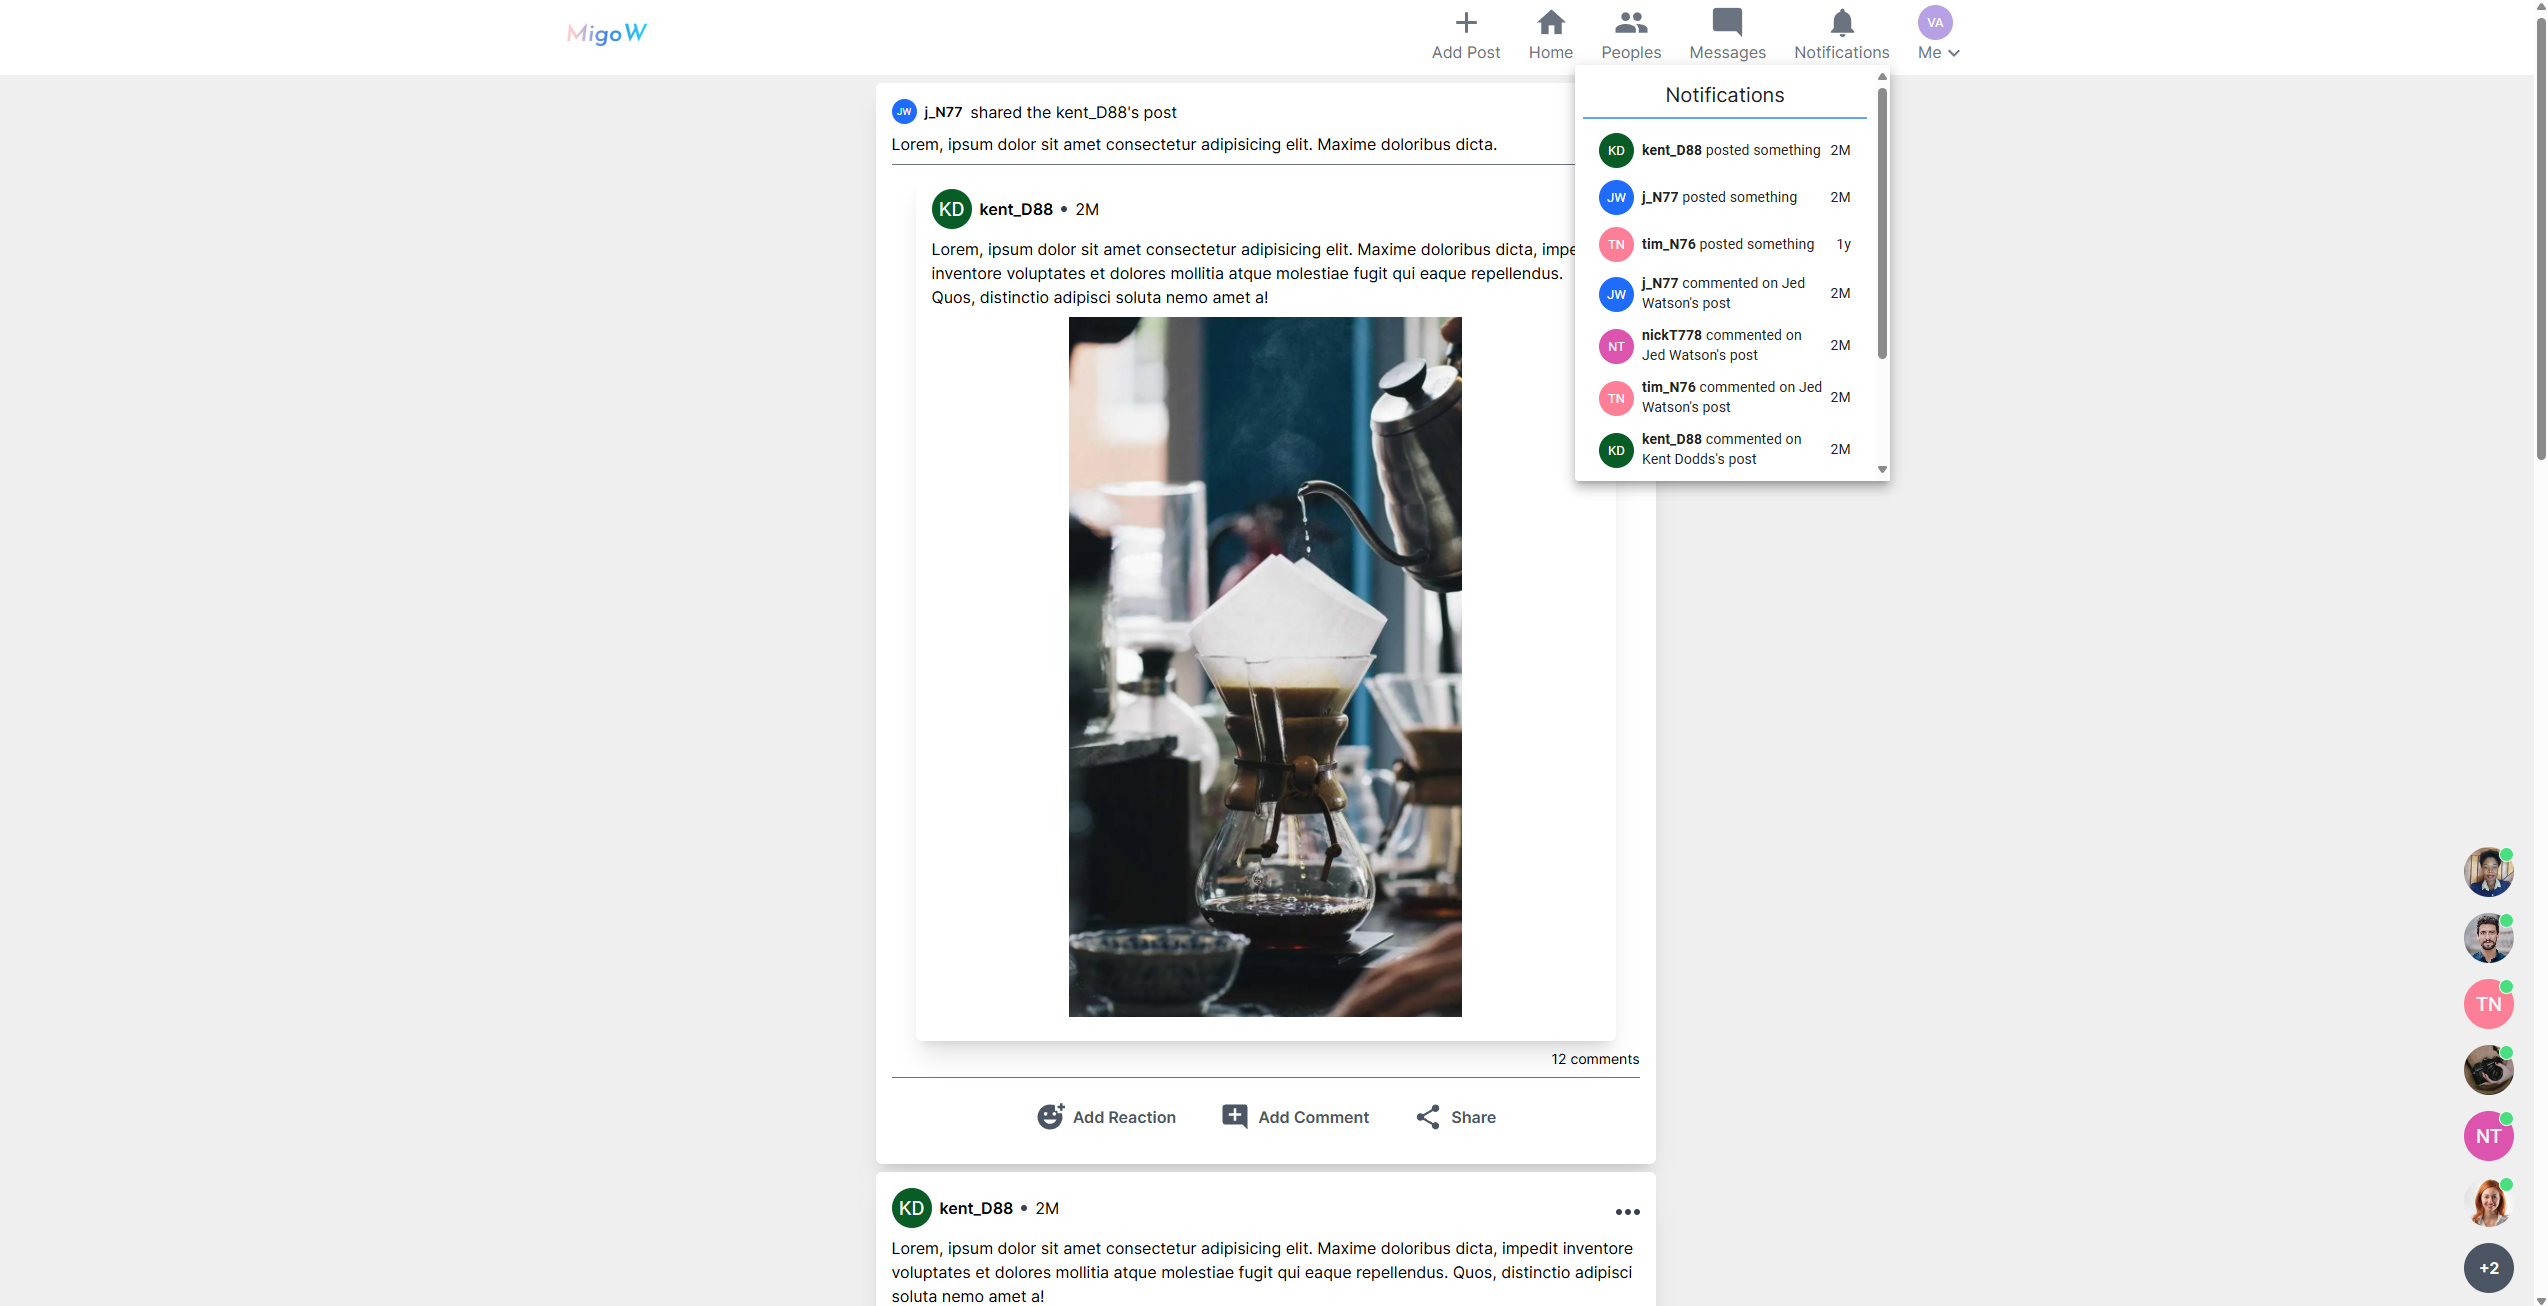 MigoW
Add Post
Home
Peoples
Messages
Notifications
VA
Me
JW j_N77 shared the kent_D88's post
Lorem, ipsum dolor sit amet consectetur adipisicing elit. Maxime doloribus dicta.
KD kent_D88 • 2M
Lorem, ipsum dolor sit amet consectetur adipisicing elit. Maxime doloribus dicta, impe
inventore voluptates et dolores mollitia atque molestiae fugit qui eaque repellendus.
Quos, distinctio adipisci soluta nemo amet a!
Notifications
KD kent_D88 posted something 2M
JW j_N77 posted something 2M
TN tim_N76 posted something 1y
JW j_N77 commented on Jed
Watson's post 2M
NT nickT778 commented on
Jed Watson's post 2M
TN tim_N76 commented on Jed
Watson's post 2M
KD kent_D88 commented on
Kent Dodds's post 2M
12 comments
Add Reaction
Add Comment
Share
KD kent_D88 • 2M
Lorem, ipsum dolor sit amet consectetur adipisicing elit. Maxime doloribus dicta, impedit inventore
voluptates et dolores mollitia atque molestiae fugit qui eaque repellendus. Quos, distinctio adipisci
soluta nemo amet a!
TN
NT
+2